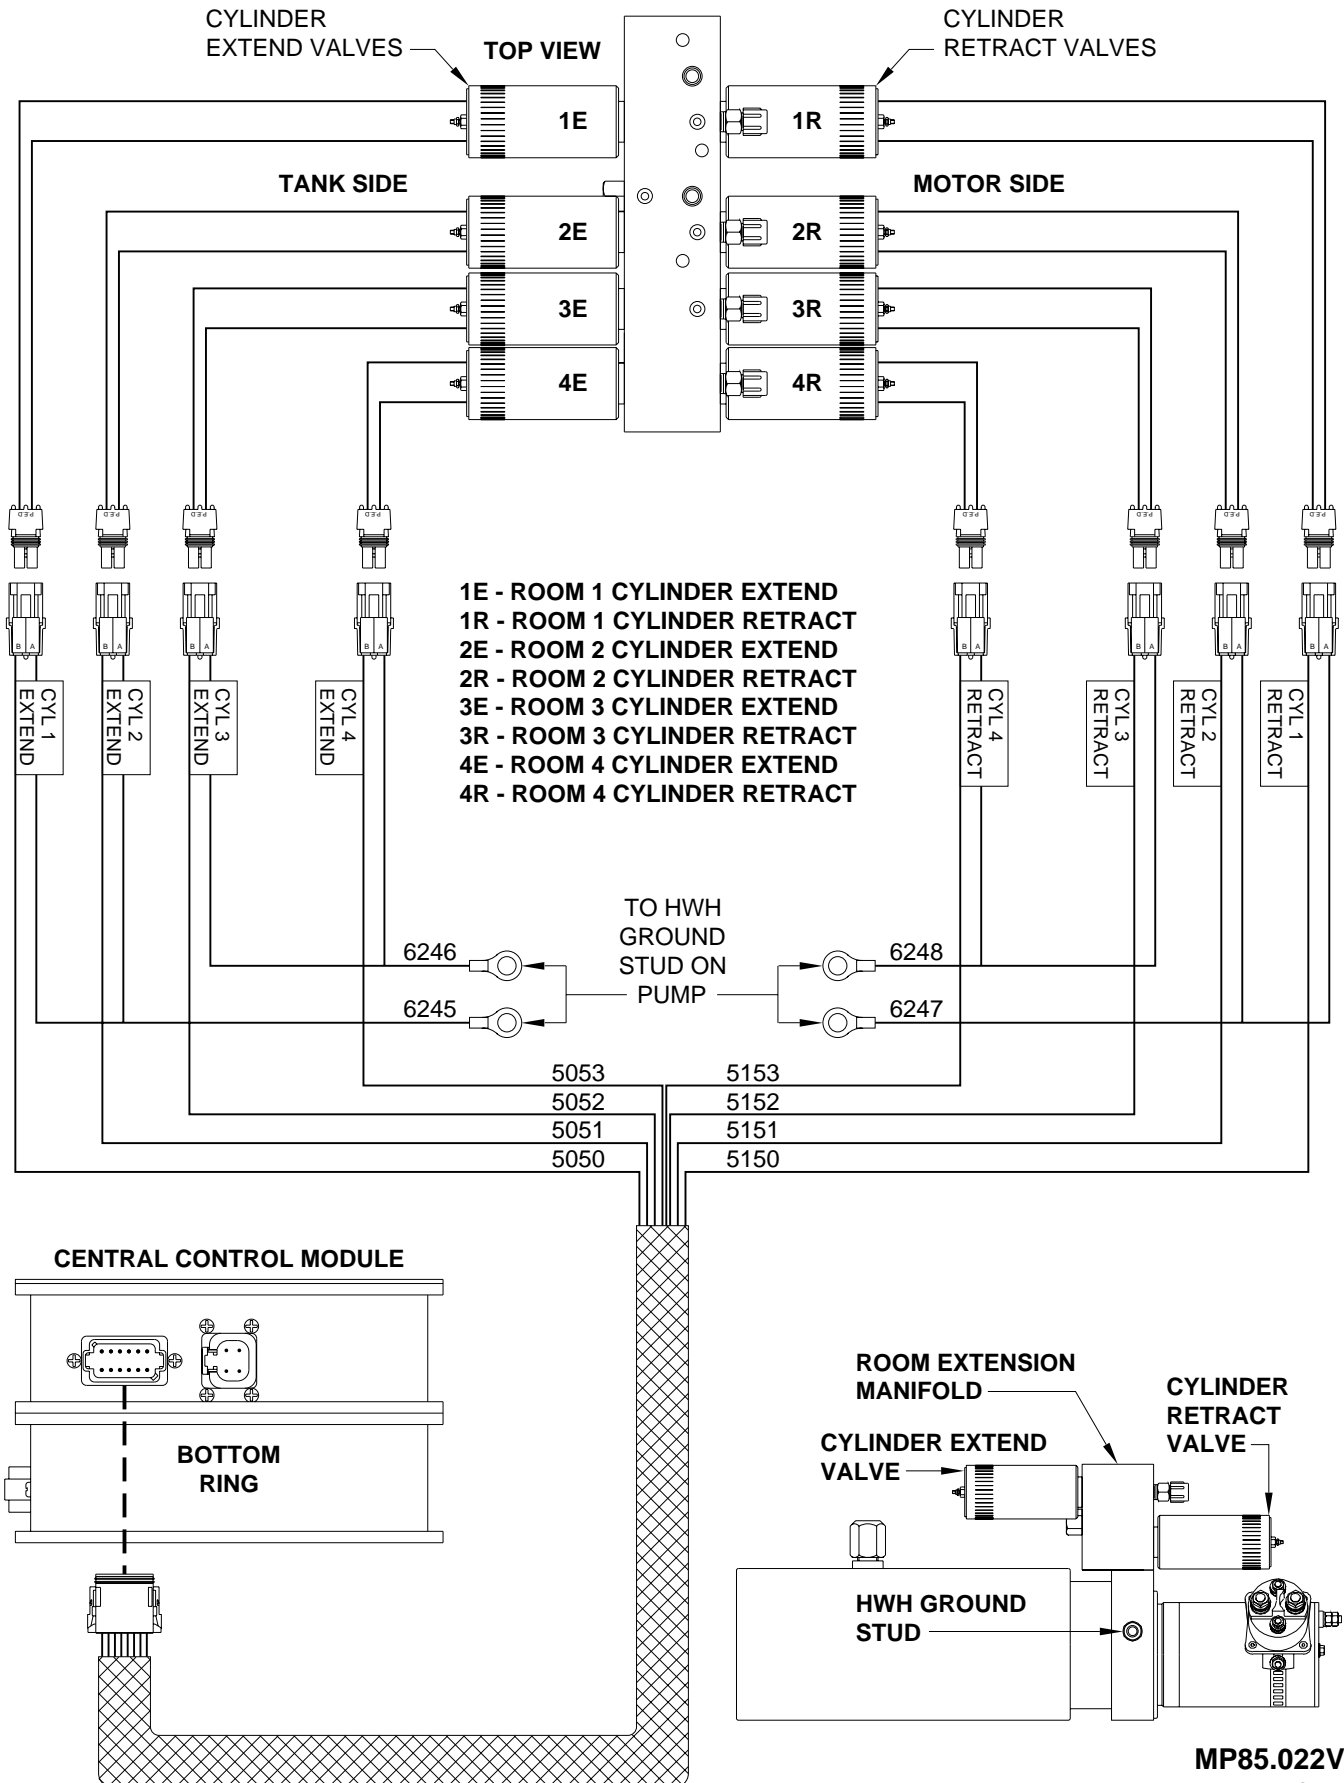 CYLINDER
EXTEND VALVES
TOP VIEW
CYLINDER
RETRACT VALVES
1E
1R
TANK SIDE
MOTOR SIDE
2E
2R
3E
3R
4E
4R
P.E.D
P.E.D
P.E.D
P.E.D
P.E.D
P.E.D
P.E.D
P.E.D
1E - ROOM 1 CYLINDER EXTEND
1R - ROOM 1 CYLINDER RETRACT
2E - ROOM 2 CYLINDER EXTEND
2R - ROOM 2 CYLINDER RETRACT
3E - ROOM 3 CYLINDER EXTEND
3R - ROOM 3 CYLINDER RETRACT
4E - ROOM 4 CYLINDER EXTEND
4R - ROOM 4 CYLINDER RETRACT
B A
B A
B A
B A
B A
B A
B A
B A
CYL 1
EXTEND
CYL 2
EXTEND
CYL 3
EXTEND
CYL 4
EXTEND
CYL 4
RETRACT
CYL 3
RETRACT
CYL 2
RETRACT
CYL 1
RETRACT
TO HWH
GROUND
STUD ON
PUMP
6246
6248
6245
6247
5053
5153
5052
5152
5051
5151
5050
5150
CENTRAL CONTROL MODULE
BOTTOM
RING
ROOM EXTENSION
MANIFOLD
CYLINDER
RETRACT
VALVE
CYLINDER EXTEND
VALVE
HWH GROUND
STUD
MP85.022V